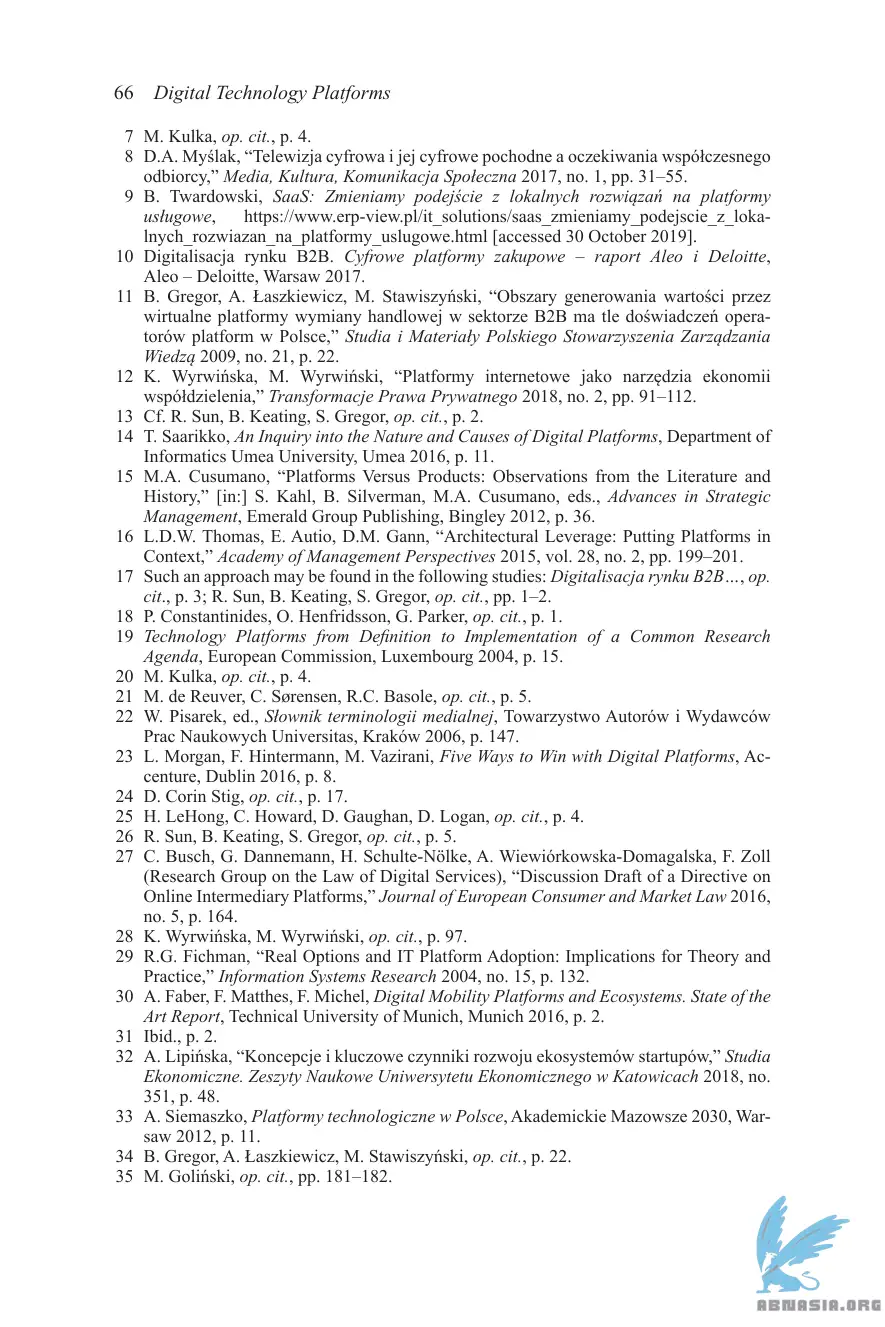 66 Digital Technology Platforms
7 M. Kulka, op. cit., p. 4.
8 D.A. Myślak, “Telewizja cyfrowa i jej cyfrowe pochodne a oczekiwania współczesnego
odbiorcy,” Media, Kultura, Komunikacja Społeczna 2017, no. 1, pp. 31–55.
9 B. Twardowski, SaaS: Zmieniamy podejście z lokalnych rozwiązań na platformy
usługowe, https://www.erp-view.pl/it_solutions/saas_zmieniamy_podejscie_z_loka-
lnych_rozwiazan_na_platformy_uslugowe.html [accessed 30 October 2019].
10 Digitalisacja rynku B2B. Cyfrowe platformy zakupowe – raport Aleo i Deloitte,
Aleo – Deloitte, Warsaw 2017.
11 B. Gregor, A. Łaszkiewicz, M. Stawiszyński, “Obszary generowania wartości przez
wirtualne platformy wymiany handlowej w sektorze B2B ma tle doświadczeń opera-
torów platform w Polsce,” Studia i Materiały Polskiego Stowarzyszenia Zarządzania
Wiedzą 2009, no. 21, p. 22.
12 K. Wyrwińska, M. Wyrwiński, “Platformy internetowe jako narzędzia ekonomii
współdzielenia,” Transformacje Prawa Prywatnego 2018, no. 2, pp. 91–112.
13 Cf. R. Sun, B. Keating, S. Gregor, op. cit., p. 2.
14 T. Saarikko, An Inquiry into the Nature and Causes of Digital Platforms, Department of
Informatics Umea University, Umea 2016, p. 11.
15 M.A. Cusumano, “Platforms Versus Products: Observations from the Literature and
History,” [in:] S. Kahl, B. Silverman, M.A. Cusumano, eds., Advances in Strategic
Management, Emerald Group Publishing, Bingley 2012, p. 36.
16 L.D.W. Thomas, E. Autio, D.M. Gann, “Architectural Leverage: Putting Platforms in
Context,” Academy of Management Perspectives 2015, vol. 28, no. 2, pp. 199–201.
17 Such an approach may be found in the following studies: Digitalisacja rynku B2B…, op.
cit., p. 3; R. Sun, B. Keating, S. Gregor, op. cit., pp. 1–2.
18 P. Constantinides, O. Henfridsson, G. Parker, op. cit., p. 1.
19 Technology Platforms from Definition to Implementation of a Common Research
Agenda, European Commission, Luxembourg 2004, p. 15.
20 M. Kulka, op. cit., p. 4.
21 M. de Reuver, C. Sørensen, R.C. Basole, op. cit., p. 5.
22 W. Pisarek, ed., Słownik terminologii medialnej, Towarzystwo Autorów i Wydawców
Prac Naukowych Universitas, Kraków 2006, p. 147.
23 L. Morgan, F. Hintermann, M. Vazirani, Five Ways to Win with Digital Platforms, Ac-
centure, Dublin 2016, p. 8.
24 D. Corin Stig, op. cit., p. 17.
25 H. LeHong, C. Howard, D. Gaughan, D. Logan, op. cit., p. 4.
26 R. Sun, B. Keating, S. Gregor, op. cit., p. 5.
27 C. Busch, G. Dannemann, H. Schulte-Nölke, A. Wiewiórkowska-Domagalska, F. Zoll
(Research Group on the Law of Digital Services), “Discussion Draft of a Directive on
Online Intermediary Platforms,” Journal of European Consumer and Market Law 2016,
no. 5, p. 164.
28 K. Wyrwińska, M. Wyrwiński, op. cit., p. 97.
29 R.G. Fichman, “Real Options and IT Platform Adoption: Implications for Theory and
Practice,” Information Systems Research 2004, no. 15, p. 132.
30 A. Faber, F. Matthes, F. Michel, Digital Mobility Platforms and Ecosystems. State of the
Art Report, Technical University of Munich, Munich 2016, p. 2.
31 Ibid., p. 2.
32 A. Lipińska, “Koncepcje i kluczowe czynniki rozwoju ekosystemów startupów,” Studia
Ekonomiczne. Zeszyty Naukowe Uniwersytetu Ekonomicznego w Katowicach 2018, no.
351, p. 48.
33 A. Siemaszko, Platformy technologiczne w Polsce, Akademickie Mazowsze 2030, War-
saw 2012, p. 11.
34 B. Gregor, A. Łaszkiewicz, M. Stawiszyński, op. cit., p. 22.
35 M. Goliński, op. cit., pp. 181–182.
ABNASIA.ORG